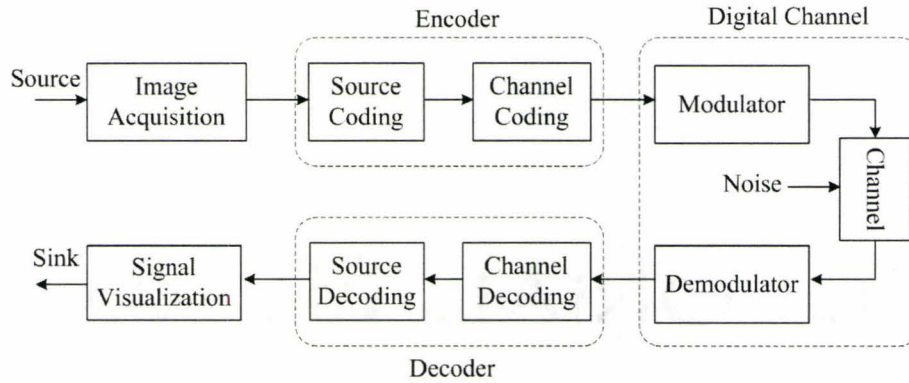 Encoder
Digital Channel
Source
Image
Acquisition
Source
Coding
Channel
Coding
Modulator
Channel
Noise
Sink
Signal
Visualization
Source
Decoding
Channel
Decoding
Demodulator
Decoder